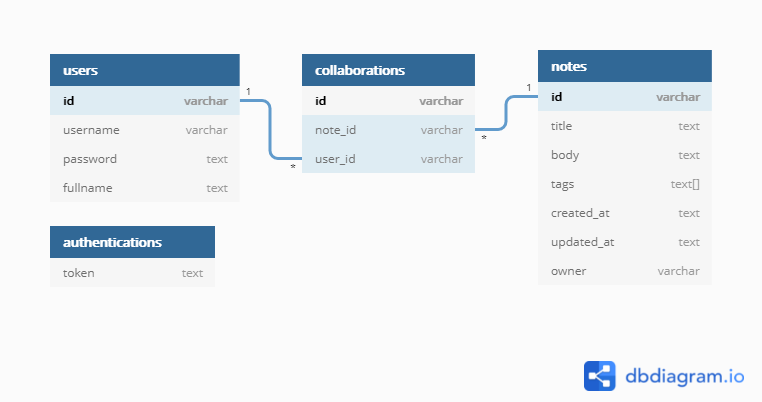 users
id varchar
username varchar
password text
fullname text
authentications
token text
collaborations
id varchar
note_id varchar
user_id varchar
notes
id varchar
title text
body text
tags text[]
created_at text
updated_at text
owner varchar
1
*
1
*
dbdiagram.io